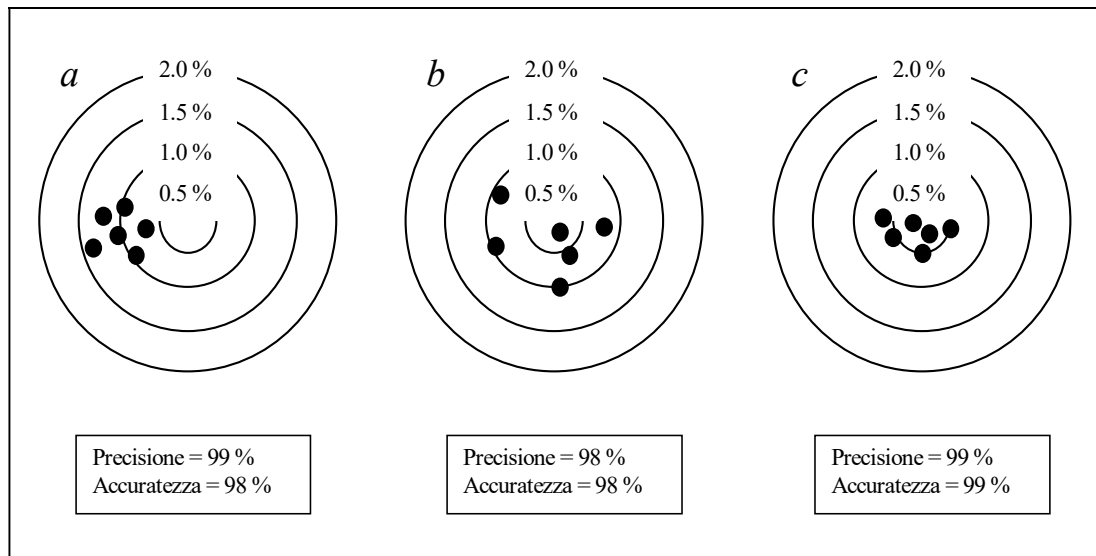 a
2.0 %
1.5 %
1.0 %
0.5 %
Precisione = 99 %
Accuratezza = 98 %
b
2.0 %
1.5 %
1.0 %
0.5 %
Precisione = 98 %
Accuratezza = 98 %
c
2.0 %
1.5 %
1.0 %
0.5 %
Precisione = 99 %
Accuratezza = 99 %